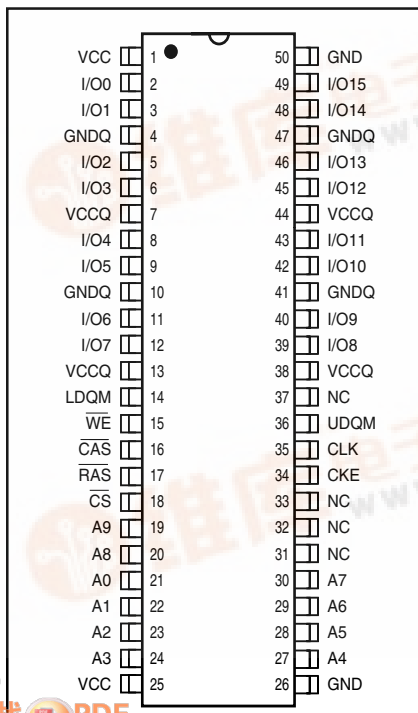 VCC 1 50 GND
I/O0 2 49 I/O15
I/O1 3 48 I/O14
GNDQ 4 47 GNDQ
I/O2 5 46 I/O13
I/O3 6 45 I/O12
VCCQ 7 44 VCCQ
I/O4 8 43 I/O11
I/O5 9 42 I/O10
GNDQ 10 41 GNDQ
I/O6 11 40 I/O9
I/O7 12 39 I/O8
VCCQ 13 38 VCCQ
LDQM 14 37 NC
W̅E̅ 15 36 UDQM
C̅A̅S̅ 16 35 CLK
R̅A̅S̅ 17 34 CKE
C̅S̅ 18 33 NC
A9 19 32 NC
A8 20 31 NC
A0 21 30 A7
A1 22 29 A6
A2 23 28 A5
A3 24 27 A4
VCC 25 26 GND